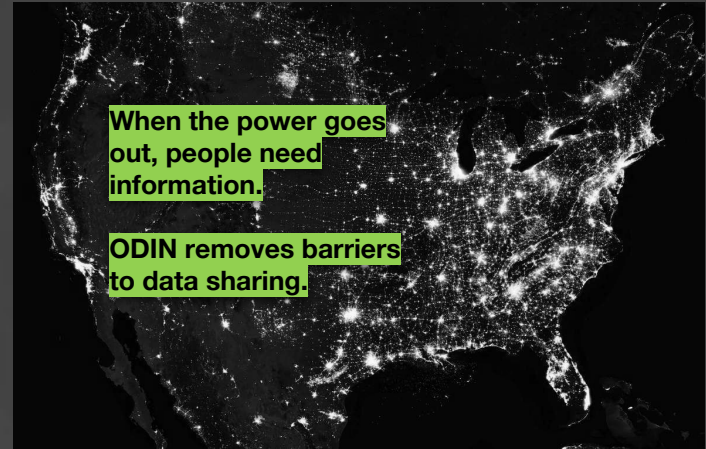 When the power goes
out, people need
information.
ODIN removes barriers
to data sharing.